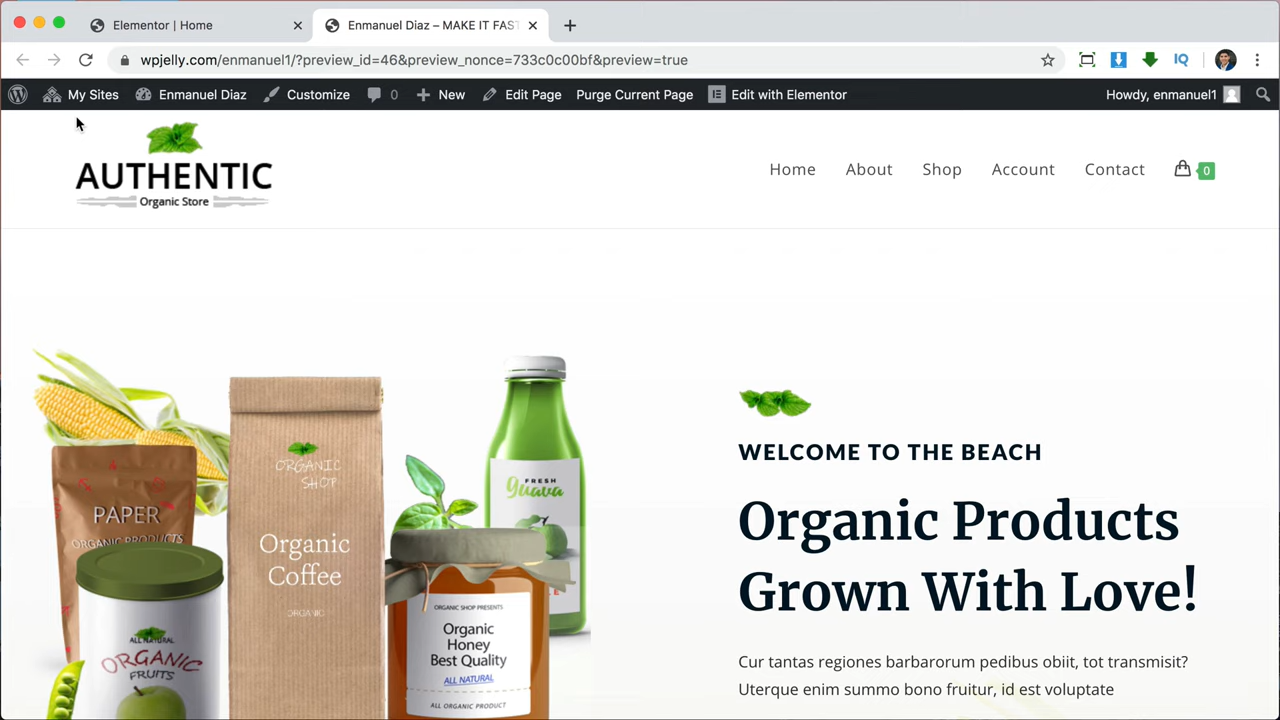 Elementor | Home
Enmanuel Diaz – MAKE IT FAS
wpjelly.com/enmanuel1/?preview_id=46&preview_nonce=733c0c00bf&preview=true
IQ
My Sites Enmanuel Diaz Customize 0 New Edit Page Purge Current Page Edit with Elementor Howdy, enmanuel1
AUTHENTIC
Organic Store
Home About Shop Account Contact 0
WELCOME TO THE BEACH
Organic Products
Grown With Love!
Cur tantas regiones barbarorum pedibus obiit, tot transmisit?
Uterque enim summo bono fruitur, id est voluptate
PAPER
ORGANIC PRODUCTS
ORGANIC
SHOP
Organic
Coffee
ORGANIC
FRESH
guava
ALL NATURAL
ORGANIC
FRUITS
ORGANIC SHOP PRESENTS
Organic
Honey
Best Quality
ALL NATURAL
ALL ORGANIC PRODUCT